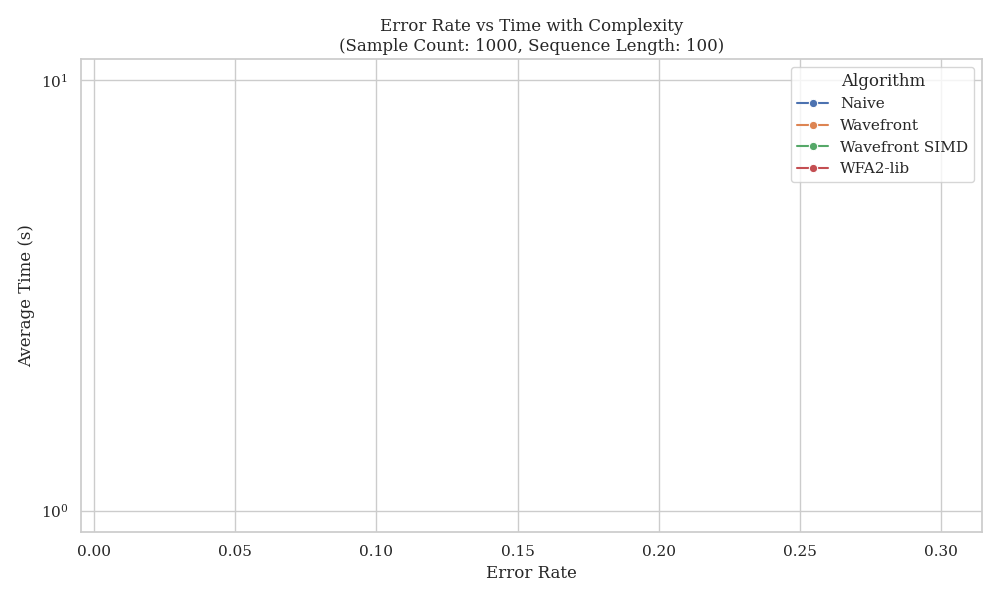 Error Rate vs Time with Complexity
(Sample Count: 1000, Sequence Length: 100)
Average Time (s)
10¹
10⁰
Algorithm
Naive
Wavefront
Wavefront SIMD
WFA2-lib
0.00 0.05 0.10 0.15 0.20 0.25 0.30
Error Rate